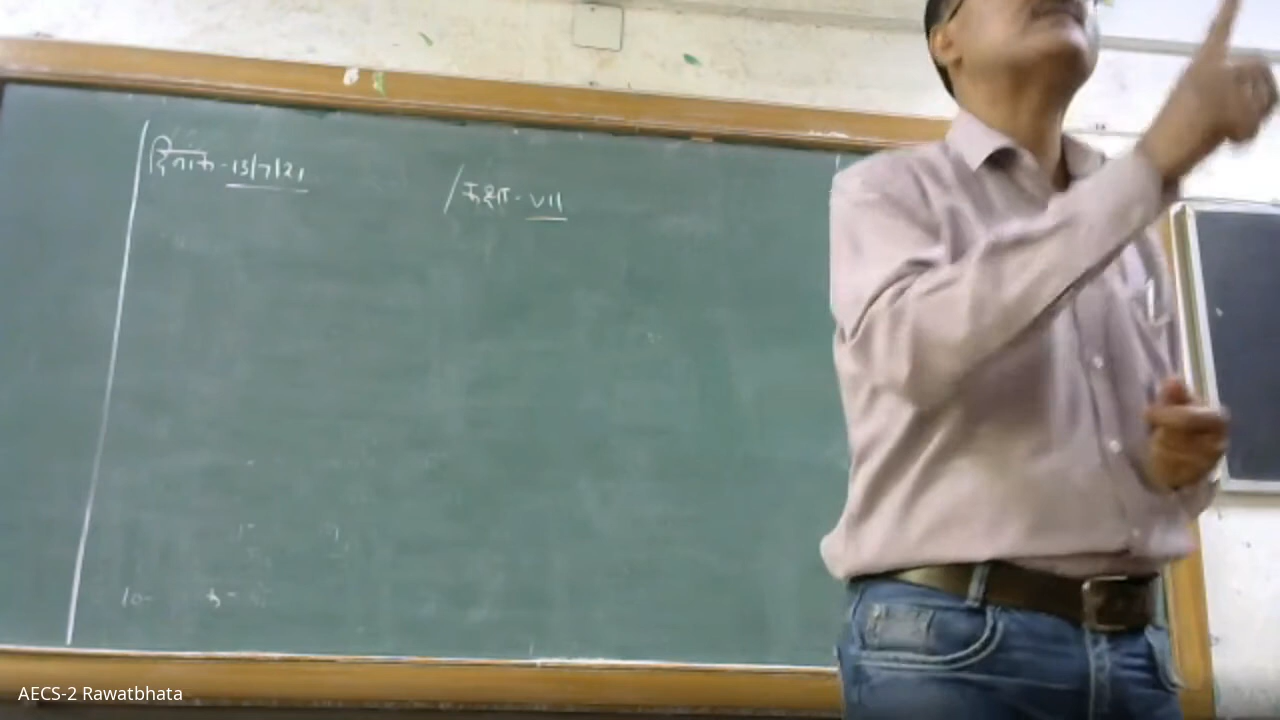 दिनांक - 13/7/21
कक्षा - VII
AECS-2 Rawatbhata